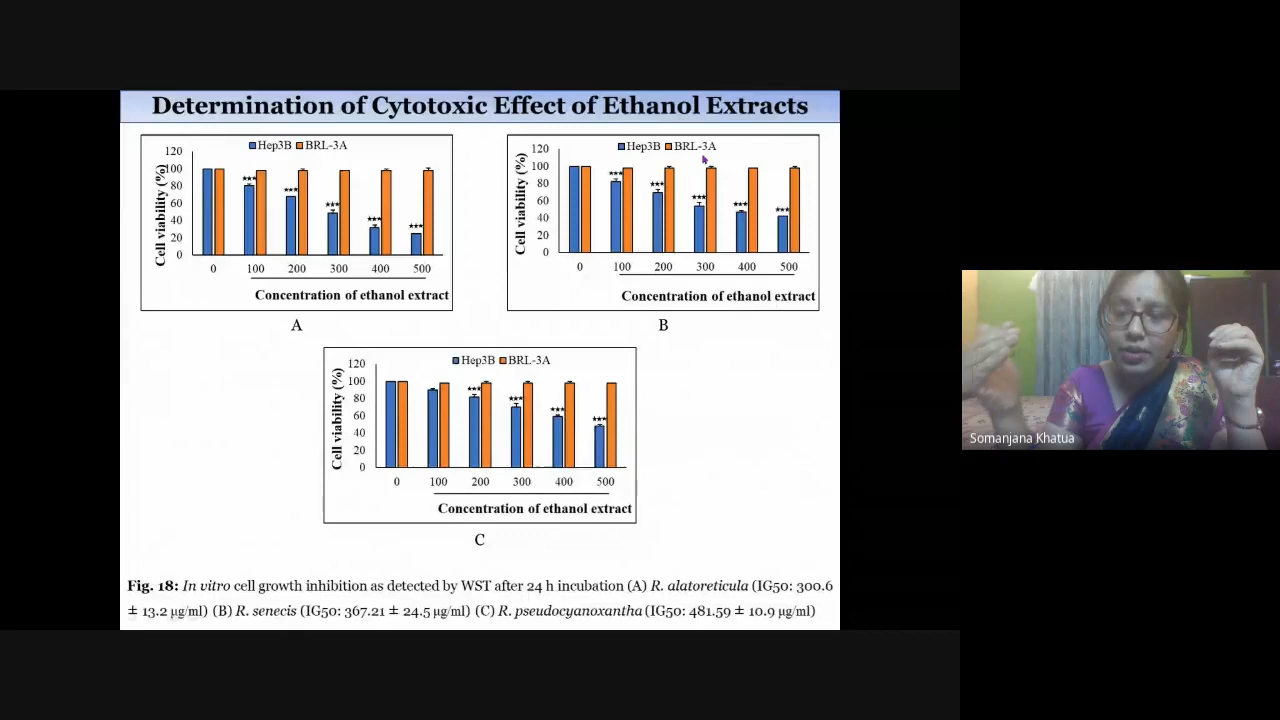 Determination of Cytotoxic Effect of Ethanol Extracts
Hep3B BRL-3A
120
100
80
60
40
20
0
Cell viability (%)
*** *** *** *** ***
0 100 200 300 400 500
Concentration of ethanol extract
A
Hep3B BRL-3A
120
100
80
60
40
20
0
Cell viability (%)
*** *** *** *** ***
0 100 200 300 400 500
Concentration of ethanol extract
B
Hep3B BRL-3A
120
100
80
60
40
20
0
Cell viability (%)
*** *** *** ***
0 100 200 300 400 500
Concentration of ethanol extract
C
Fig. 18: In vitro cell growth inhibition as detected by WST after 24 h incubation (A) R. alatoreticula (IG50: 300.6
± 13.2 µg/ml) (B) R. senecis (IG50: 367.21 ± 24.5 µg/ml) (C) R. pseudocyanoxantha (IG50: 481.59 ± 10.9 µg/ml)
Somanjana Khatua